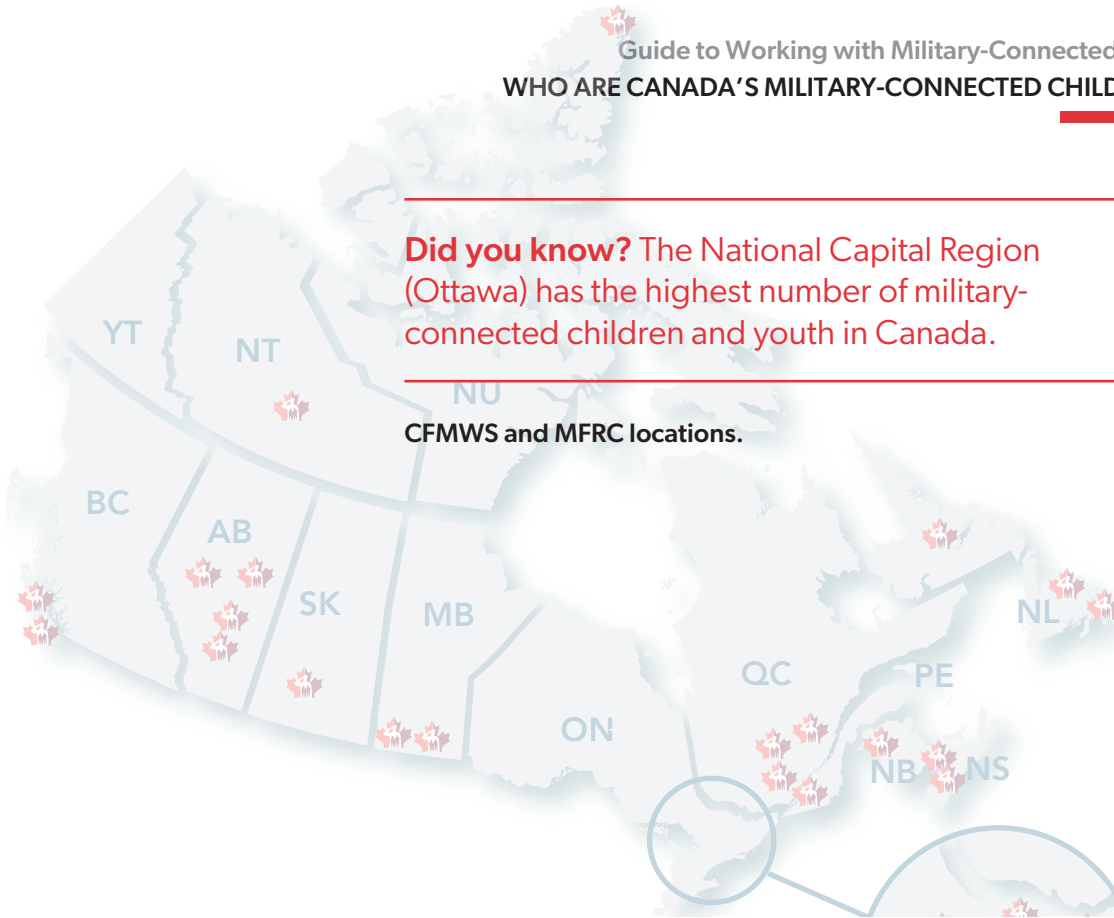 Guide to Working with Military-Connected
WHO ARE CANADA'S MILITARY-CONNECTED CHILD
Did you know? The National Capital Region
(Ottawa) has the highest number of military-
connected children and youth in Canada.
CFMWS and MFRC locations.
YT
NT
NU
BC
AB
SK
MB
ON
QC
NL
PE
NB
NS